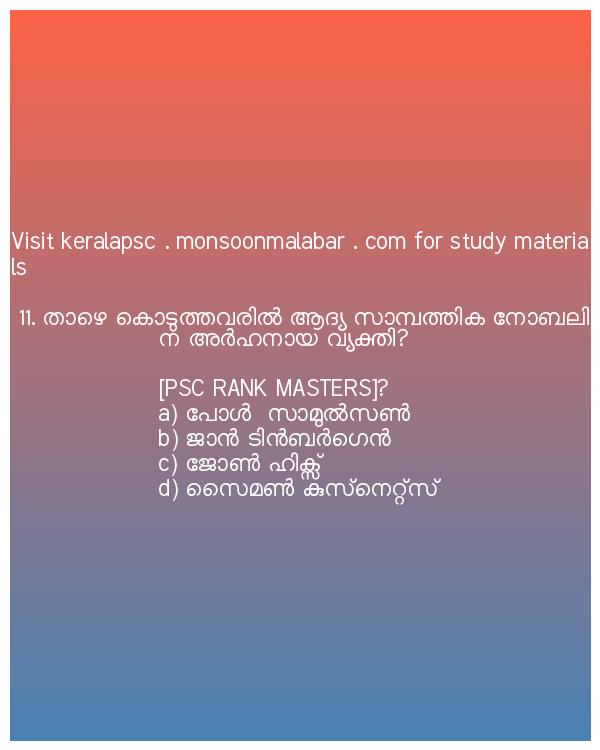 Visit keralapsc . monsoonmalabar . com for study materia
ls
11. താഴെ കൊടുത്തവരിൽ ആദ്യ സാമ്പത്തിക നോബലി
ന് അർഹനായ വ്യക്തി?
[PSC RANK MASTERS]?
a) പോൾ സാമുൽസൺ
b) ജാൻ ടിൻബർഗെൻ
c) ജോൺ ഹിക്സ്
d) സൈമൺ കുസ്നെറ്റ്സ്